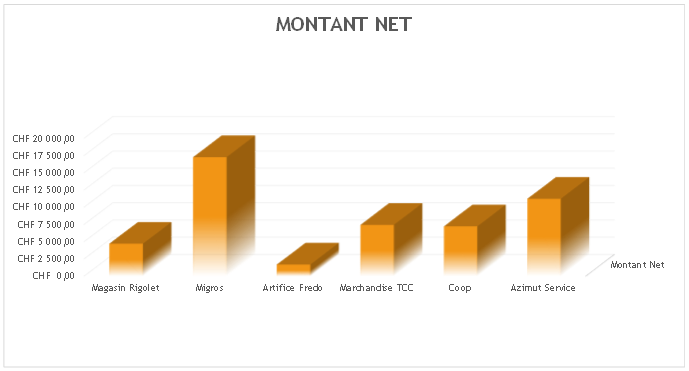 MONTANT NET
CHF 20 000,00
CHF 17 500,00
CHF 15 000,00
CHF 12 500,00
CHF 10 000,00
CHF 7 500,00
CHF 5 000,00
CHF 2 500,00
CHF 0,00
Magasin Rigolet Migros Artifice Fredo Marchandise TCC Coop Azimut Service
Montant Net